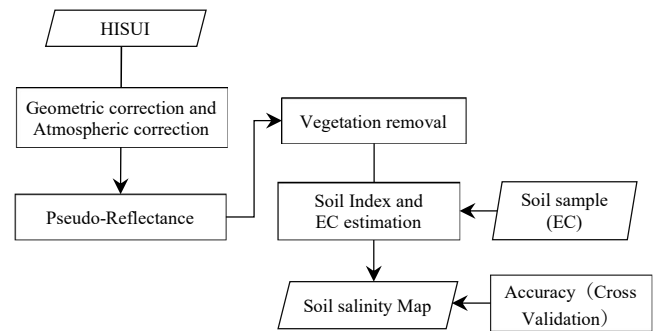 HISUI
Geometric correction and
Atmospheric correction
Pseudo-Reflectance
Vegetation removal
Soil Index and
EC estimation
Soil sample
(EC)
Soil salinity Map
Accuracy（Cross
Validation）